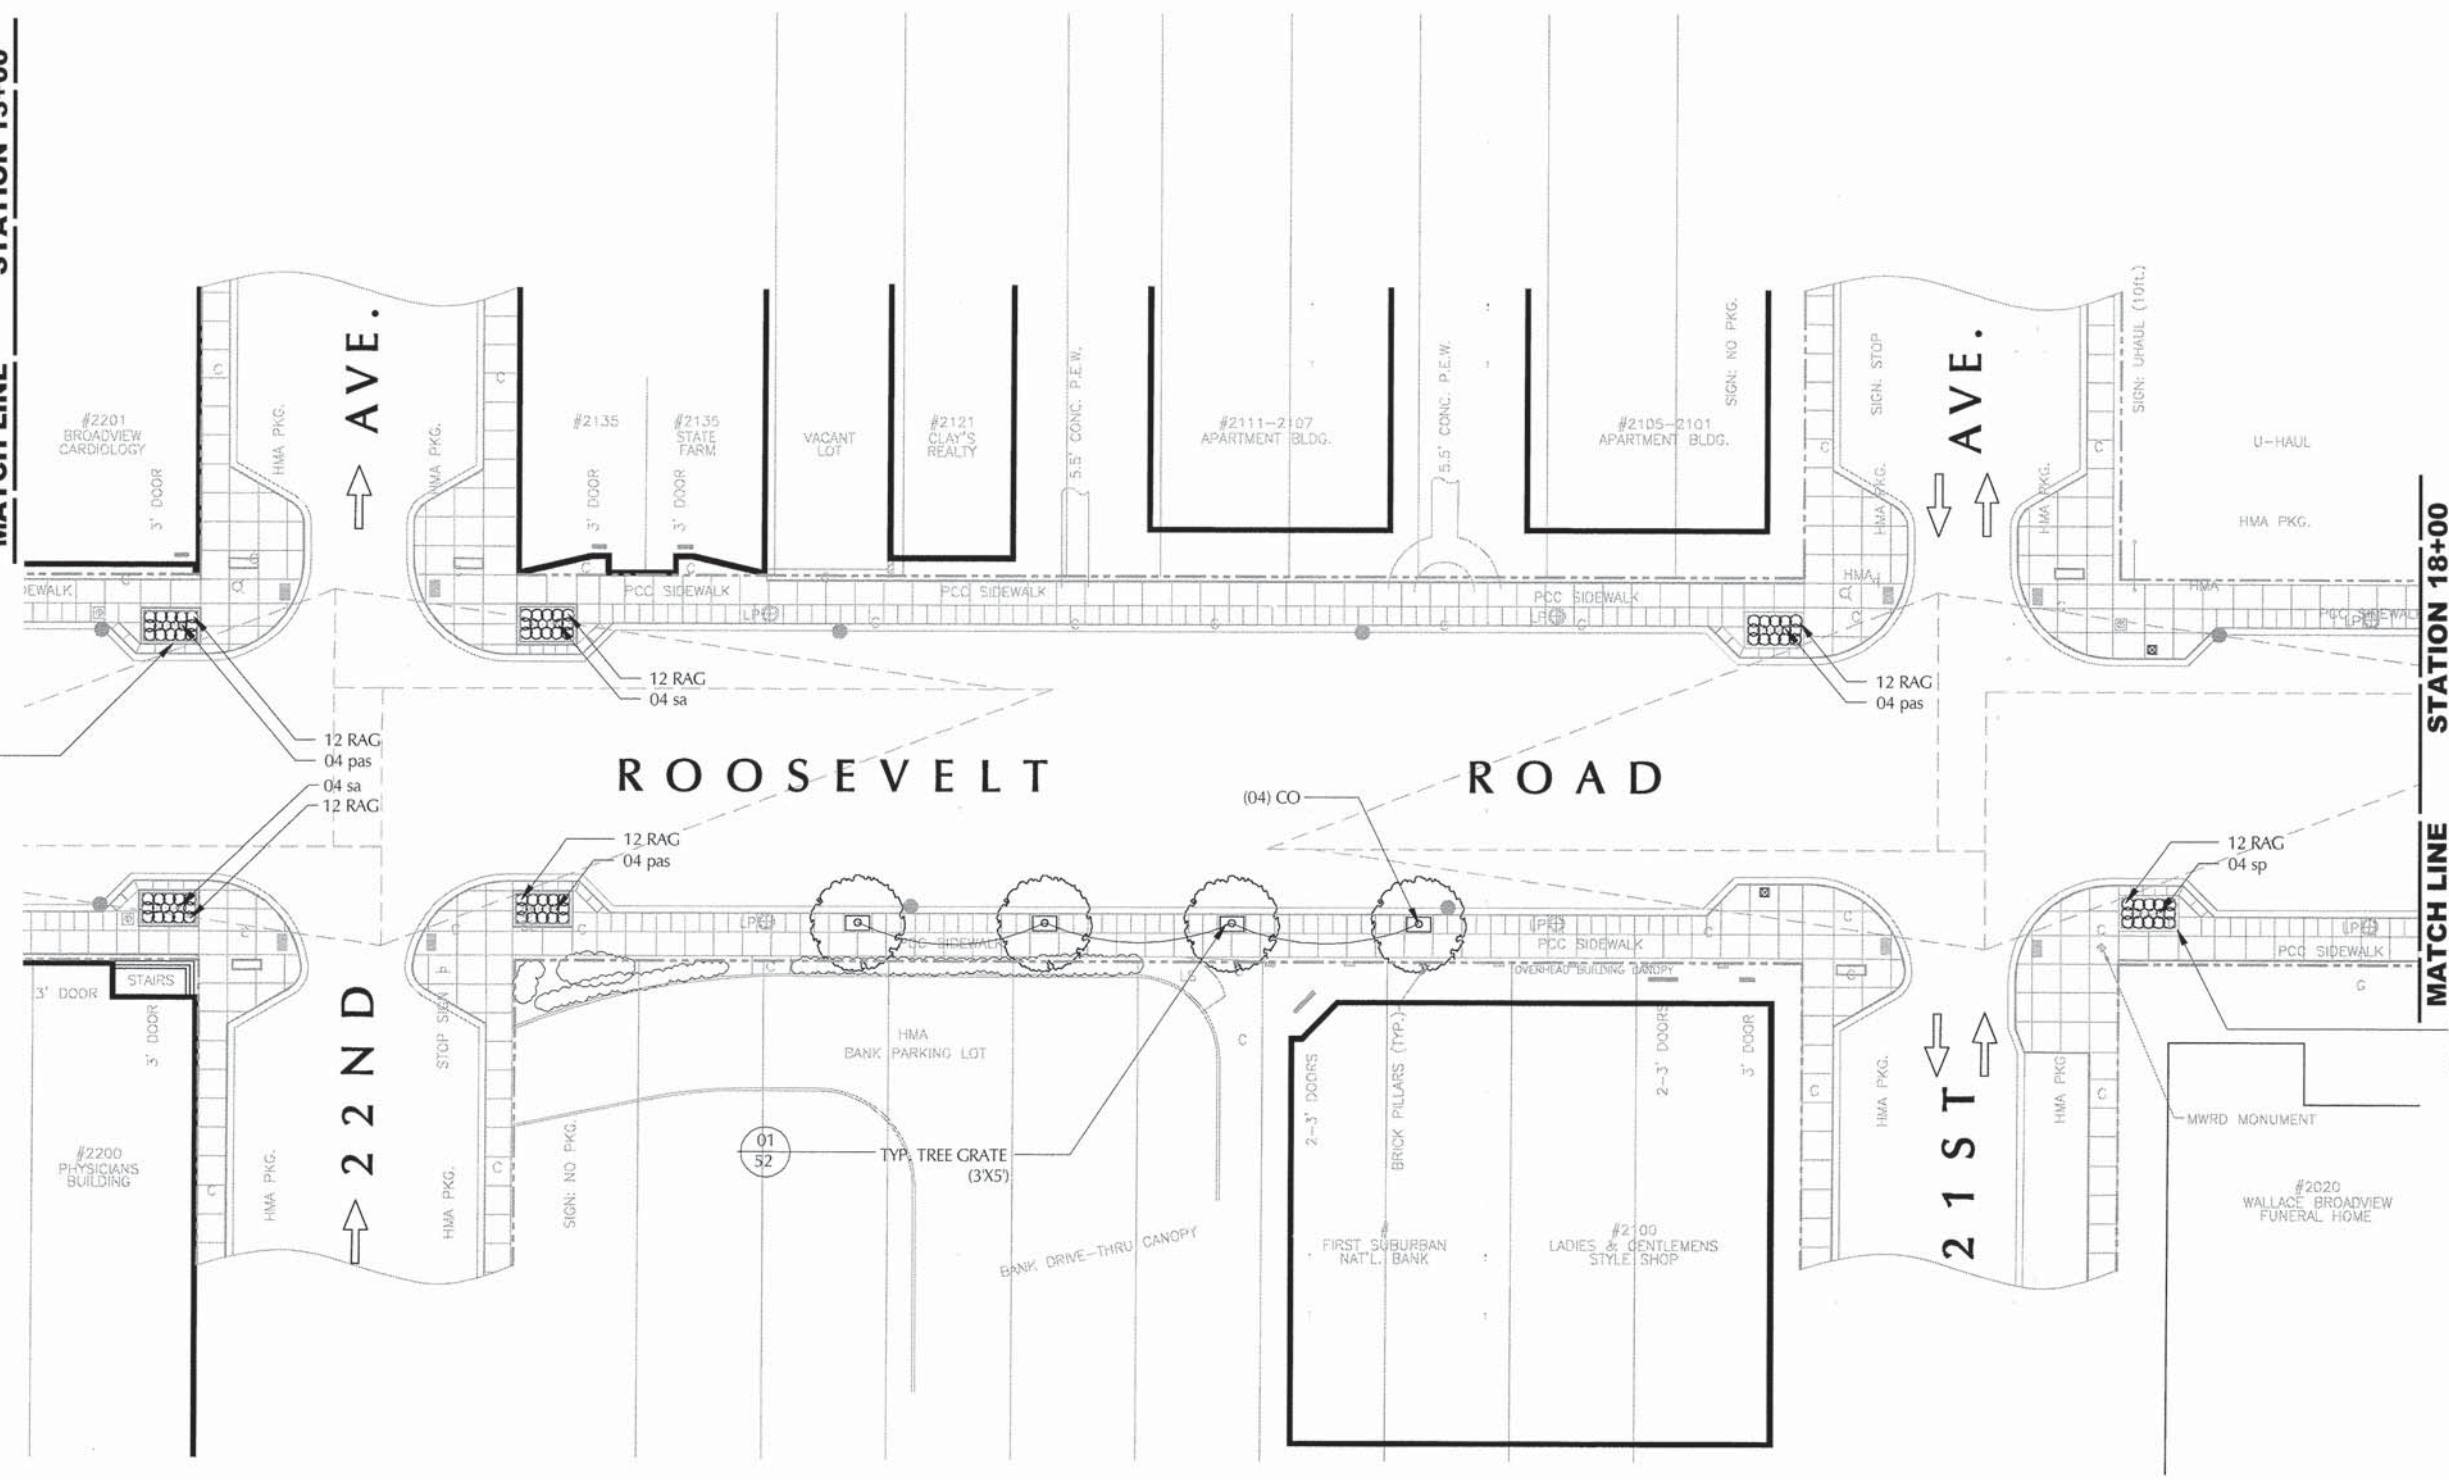 MATCH LINE
#2201
BROADVIEW
CARDIOLOGY
3' DOOR
HMA PKG.
AVE.
HMA PKG.
#2135
3' DOOR
#2135
STATE
FARM
3' DOOR
VACANT
LOT
#2121
CLAY'S
REALTY
5.5' CONC. P.E.W.
#2111-2107
APARTMENT BLDG.
5.5' CONC. P.E.W.
#2105-2101
APARTMENT BLDG.
SIGN: NO PKG.
SIGN: STOP
HMA PKG.
AVE.
HMA PKG.
SIGN: UHAUL (10ft.)
U-HAUL
HMA PKG.
STATION 18+00
MATCH LINE
PCC SIDEWALK
LP
PCC SIDEWALK
PCC SIDEWALK
LP
HMA
HMA
PCC SIDEWALK
LP
12 RAG
04 sa
12 RAG
04 pas
12 RAG
04 pas
04 sa
12 RAG
ROOSEVELT ROAD
(04) CO
12 RAG
04 pas
12 RAG
04 sp
LP
PCC SIDEWALK
LS
LP
PCC SIDEWALK
OVERHEAD BUILDING CANOPY
LP
PCC SIDEWALK
STAIRS
3' DOOR
3' DOOR
#2200
PHYSICIANS
BUILDING
HMA PKG.
22ND
STOP SIGN
HMA PKG.
SIGN: NO PKG.
HMA
BANK PARKING LOT
01
52
TYP. TREE GRATE
(3'X5')
BANK DRIVE-THRU CANOPY
2-3' DOORS
BRICK PILLARS (TYP.)
2-3' DOORS
3' DOOR
#
FIRST SUBURBAN
NAT'L. BANK
#2100
LADIES & GENTLEMENS
STYLE SHOP
HMA PKG.
21ST
HMA PKG
MWRD MONUMENT
#2020
WALLACE BROADVIEW
FUNERAL HOME